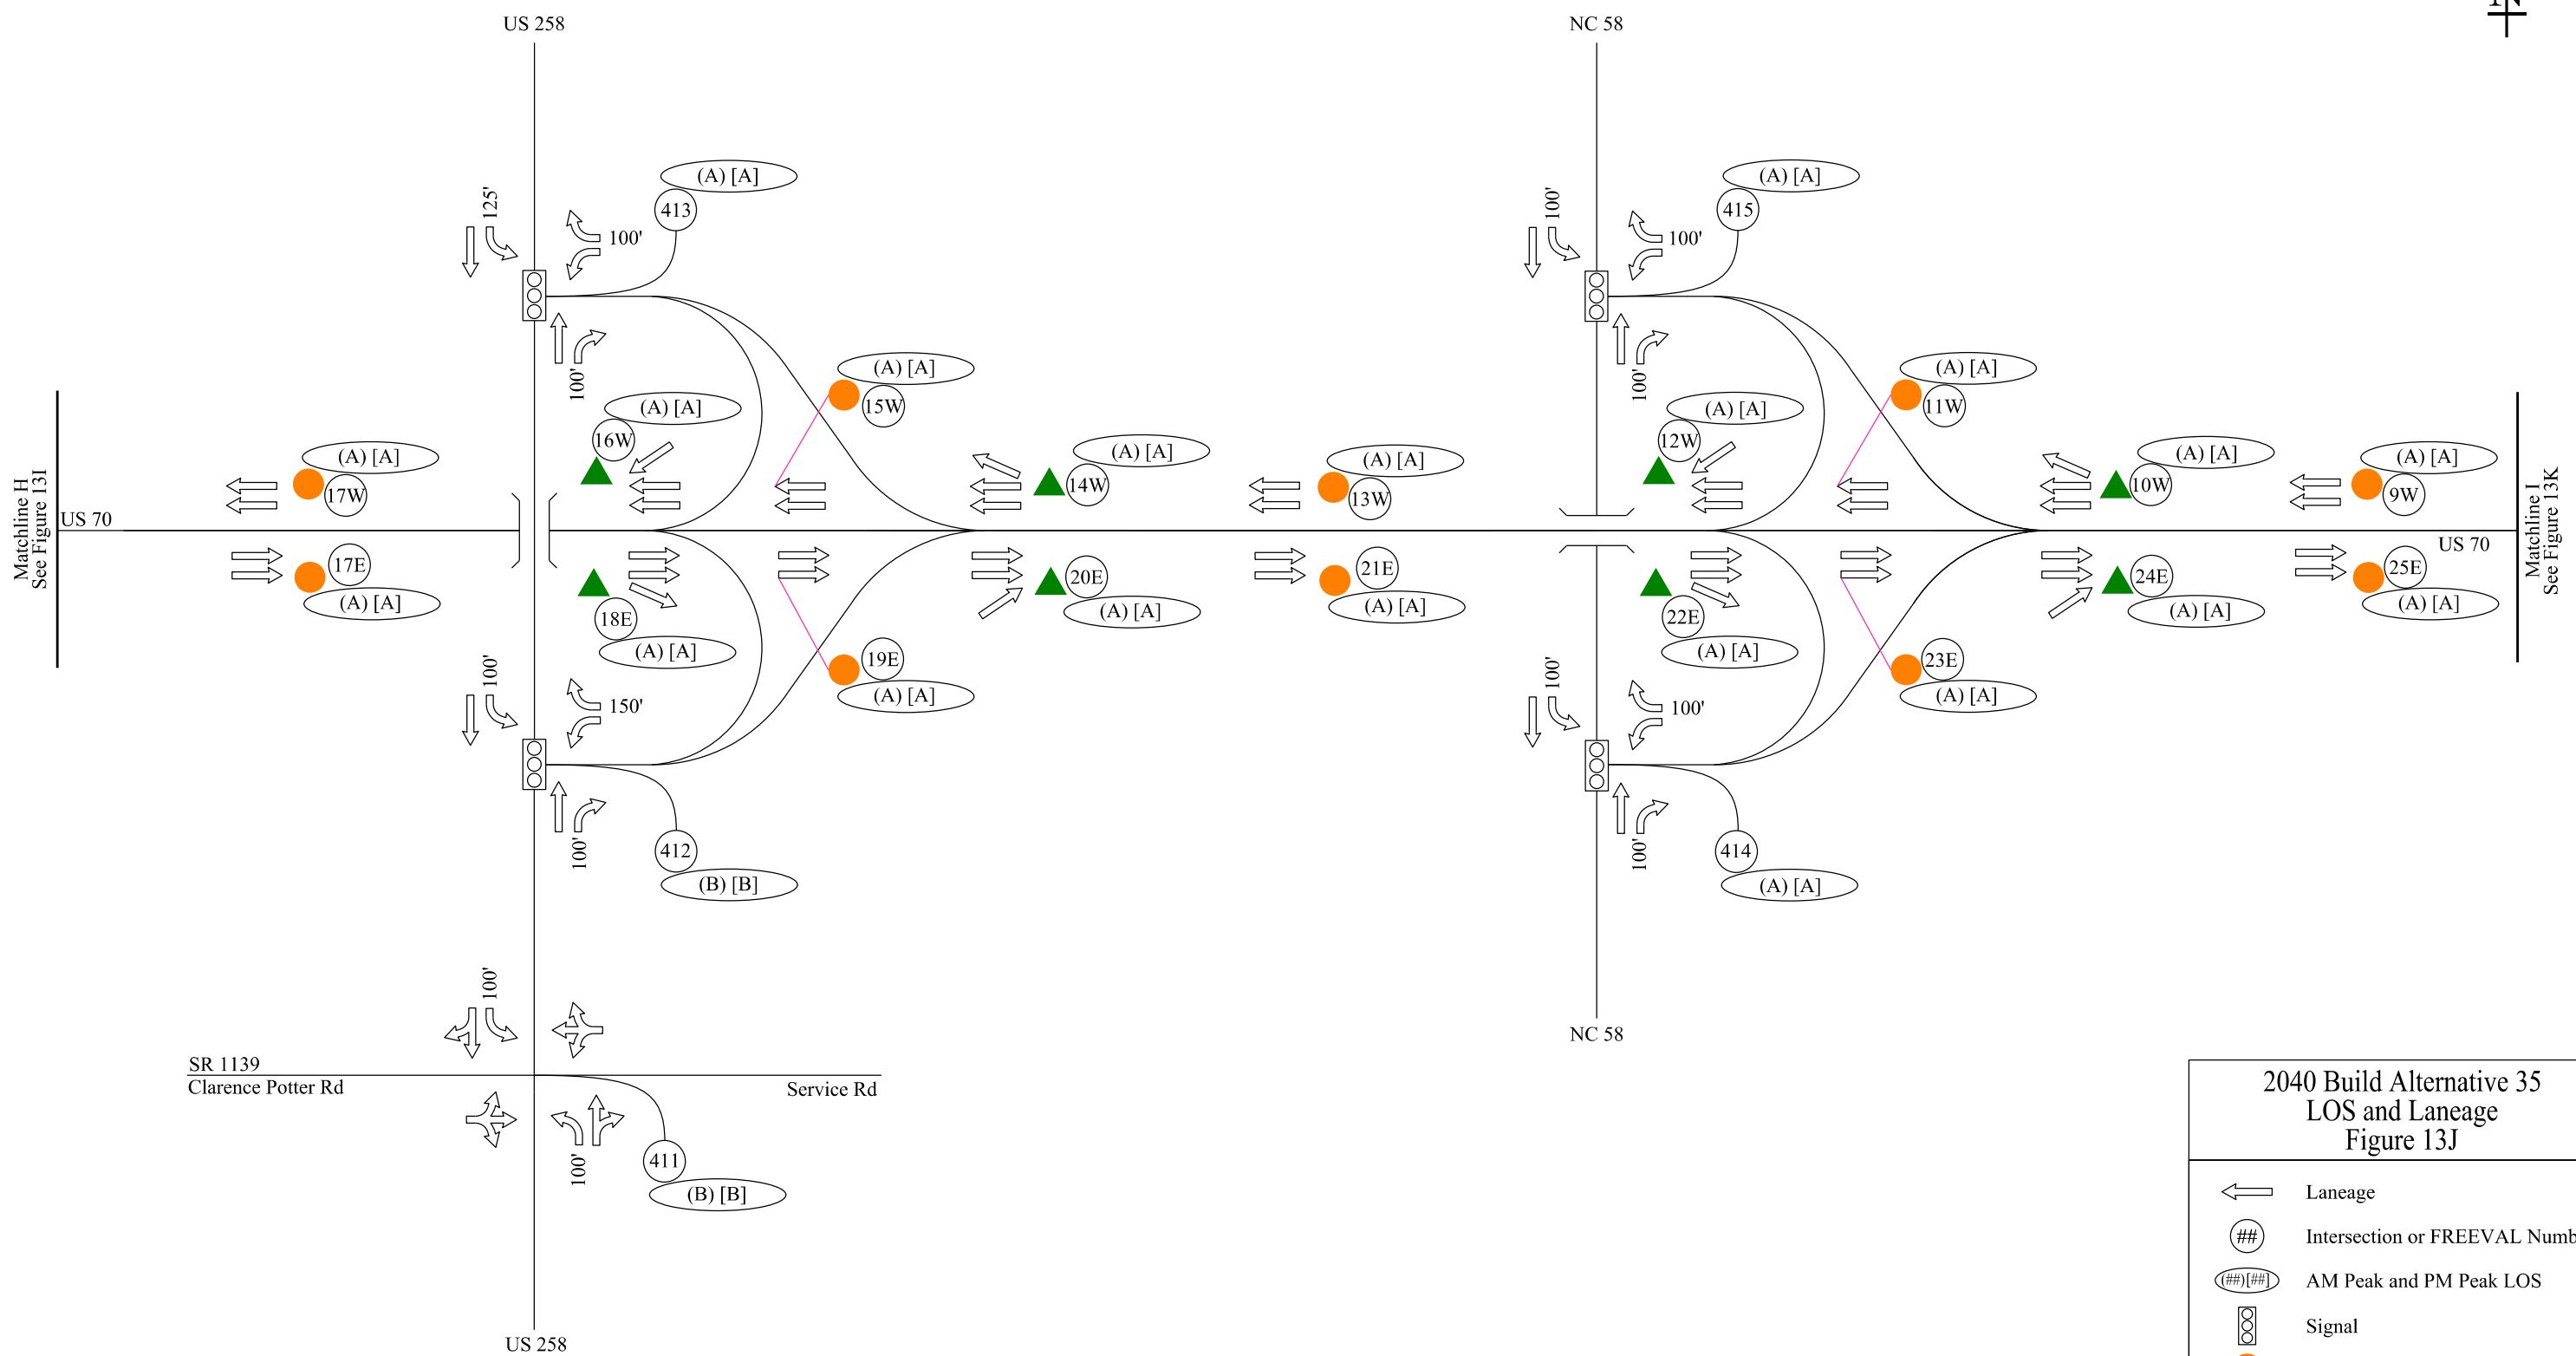 US 258
NC 58
N
(A) [A]
413
125'
100'
100'
(A) [A]
415
100'
100'
100'
(A) [A]
15W
(A) [A]
11W
(A) [A]
16W
(A) [A]
12W
(A) [A]
17W
(A) [A]
14W
(A) [A]
13W
(A) [A]
10W
(A) [A]
9W
Matchline H
See Figure 13I
US 70
US 70
Matchline I
See Figure 13K
17E
(A) [A]
18E
(A) [A]
19E
(A) [A]
20E
(A) [A]
21E
(A) [A]
22E
(A) [A]
23E
(A) [A]
24E
(A) [A]
25E
(A) [A]
100'
150'
100'
412
(B) [B]
100'
100'
100'
414
(A) [A]
NC 58
100'
SR 1139
Clarence Potter Rd
Service Rd
100'
411
(B) [B]
US 258
2040 Build Alternative 35
LOS and Laneage
Figure 13J
Laneage
## Intersection or FREEVAL Numb
(##)[##] AM Peak and PM Peak LOS
Signal